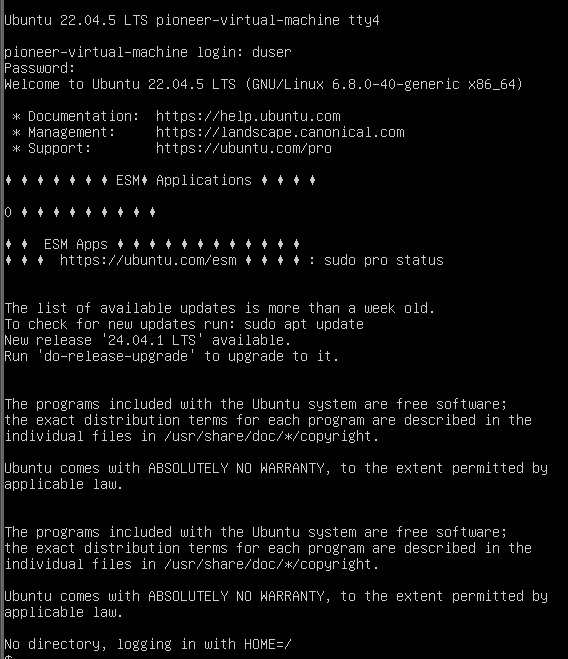 Ubuntu 22.04.5 LTS pioneer-virtual-machine tty4
pioneer-virtual-machine login: duser
Password:
Welcome to Ubuntu 22.04.5 LTS (GNU/Linux 6.8.0-40-generic x86_64)
* Documentation:  https://help.ubuntu.com
* Management:     https://landscape.canonical.com
* Support:        https://ubuntu.com/pro
♦ ♦ ♦ ♦ ♦ ♦ ♦ ESM♦ Applications ♦ ♦ ♦ ♦
0 ♦ ♦ ♦ ♦ ♦ ♦ ♦ ♦ ♦
♦ ♦  ESM Apps ♦ ♦ ♦ ♦ ♦ ♦ ♦ ♦ ♦ ♦ ♦ ♦
♦ ♦ ♦  https://ubuntu.com/esm ♦ ♦ ♦ ♦ : sudo pro status
The list of available updates is more than a week old.
To check for new updates run: sudo apt update
New release '24.04.1 LTS' available.
Run 'do-release-upgrade' to upgrade to it.
The programs included with the Ubuntu system are free software;
the exact distribution terms for each program are described in the
individual files in /usr/share/doc/*/copyright.
Ubuntu comes with ABSOLUTELY NO WARRANTY, to the extent permitted by
applicable law.
The programs included with the Ubuntu system are free software;
the exact distribution terms for each program are described in the
individual files in /usr/share/doc/*/copyright.
Ubuntu comes with ABSOLUTELY NO WARRANTY, to the extent permitted by
applicable law.
No directory, logging in with HOME=/
$